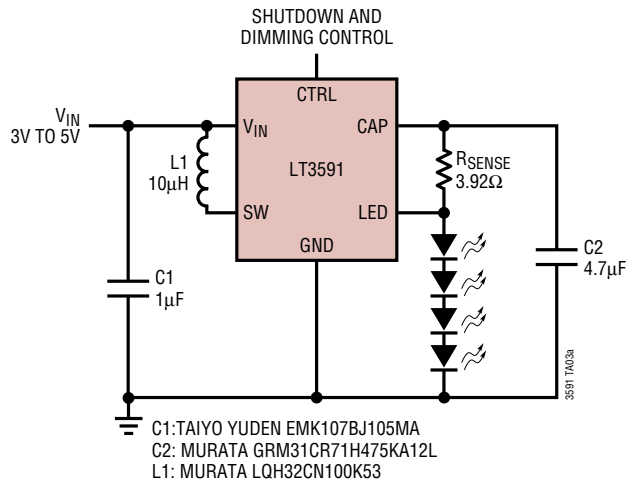 SHUTDOWN AND
DIMMING CONTROL
CTRL
VIN
3V TO 5V
VIN
CAP
L1
10µH
LT3591
RSENSE
3.92Ω
SW
LED
GND
C1
1µF
C2
4.7µF
3591 TA03a
C1:TAIYO YUDEN EMK107BJ105MA
C2: MURATA GRM31CR71H475KA12L
L1: MURATA LQH32CN100K53